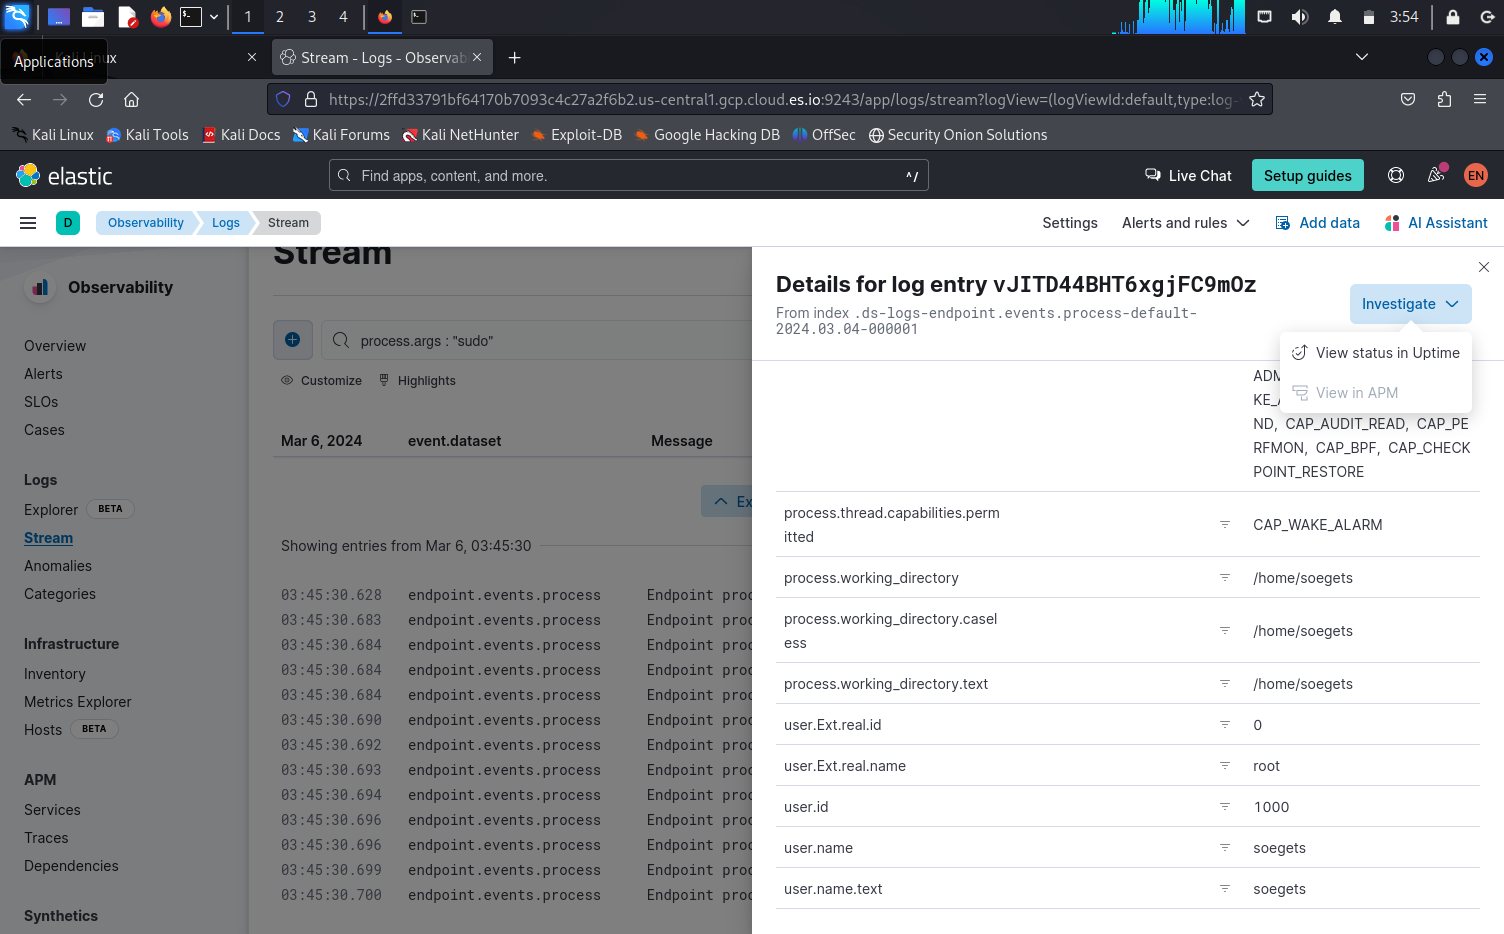 1 2 3 4
3:54
Applications
Stream - Logs - Observab
https://2ffd33791bf64170b7093c4c27a2f6b2.us-central1.gcp.cloud.es.io:9243/app/logs/stream?logView=(logViewId:default,type:log-
Kali Linux Kali Tools Kali Docs Kali Forums Kali NetHunter Exploit-DB Google Hacking DB OffSec Security Onion Solutions
elastic
Find apps, content, and more. ^/
Live Chat
Setup guides
EN
D Observability Logs Stream
Settings Alerts and rules Add data AI Assistant
Observability
Overview
Alerts
SLOs
Cases
Logs
Explorer BETA
Stream
Anomalies
Categories
Infrastructure
Inventory
Metrics Explorer
Hosts BETA
APM
Services
Traces
Dependencies
Synthetics
Stream
process.args : "sudo"
Customize Highlights
Mar 6, 2024 event.dataset Message
Ex
Showing entries from Mar 6, 03:45:30
03:45:30.628 endpoint.events.process Endpoint proc
03:45:30.683 endpoint.events.process Endpoint proc
03:45:30.684 endpoint.events.process Endpoint proc
03:45:30.684 endpoint.events.process Endpoint proc
03:45:30.684 endpoint.events.process Endpoint proc
03:45:30.690 endpoint.events.process Endpoint proc
03:45:30.692 endpoint.events.process Endpoint proc
03:45:30.693 endpoint.events.process Endpoint proc
03:45:30.694 endpoint.events.process Endpoint proc
03:45:30.696 endpoint.events.process Endpoint proc
03:45:30.696 endpoint.events.process Endpoint proc
03:45:30.699 endpoint.events.process Endpoint proc
03:45:30.700 endpoint.events.process Endpoint proc
Details for log entry vJITD44BHT6xgjFC9mOz
From index .ds-logs-endpoint.events.process-default-
2024.03.04-000001
Investigate
View status in Uptime
View in APM
ADM
KE_A
ND, CAP_AUDIT_READ, CAP_PE
RFMON, CAP_BPF, CAP_CHECK
POINT_RESTORE
process.thread.capabilities.perm
itted
CAP_WAKE_ALARM
process.working_directory /home/soegets
process.working_directory.casel
ess
/home/soegets
process.working_directory.text /home/soegets
user.Ext.real.id 0
user.Ext.real.name root
user.id 1000
user.name soegets
user.name.text soegets